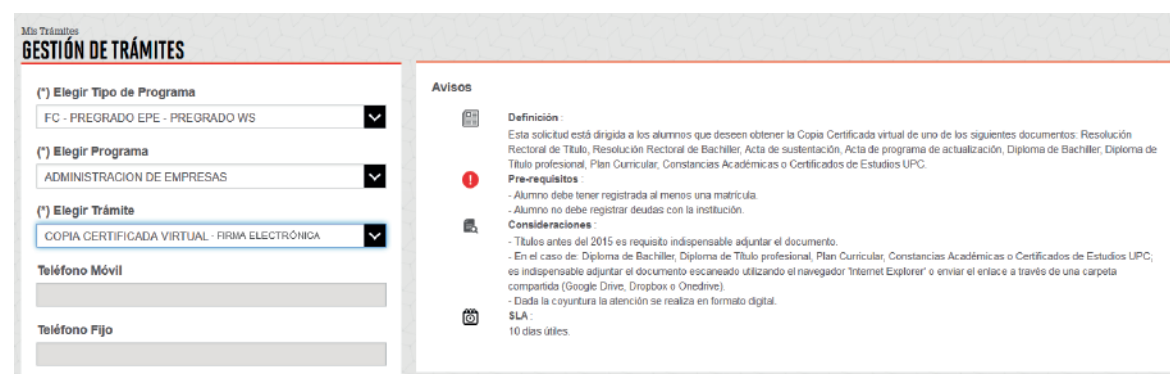 Mis Trámites
GESTIÓN DE TRÁMITES
(*) Elegir Tipo de Programa
FC - PREGRADO EPE - PREGRADO WS
(*) Elegir Programa
ADMINISTRACION DE EMPRESAS
(*) Elegir Trámite
COPIA CERTIFICADA VIRTUAL - FIRMA ELECTRÓNICA
Teléfono Móvil
Teléfono Fijo
Avisos
Definición :
Esta solicitud está dirigida a los alumnos que deseen obtener la Copia Certificada virtual de uno de los siguientes documentos: Resolución
Rectoral de Título, Resolución Rectoral de Bachiller, Acta de sustentación, Acta de programa de actualización, Diploma de Bachiller, Diploma de
Título profesional, Plan Curricular, Constancias Académicas o Certificados de Estudios UPC.
Pre-requisitos :
- Alumno debe tener registrada al menos una matrícula.
- Alumno no debe registrar deudas con la institución.
Consideraciones :
- Títulos antes del 2015 es requisito indispensable adjuntar el documento.
- En el caso de: Diploma de Bachiller, Diploma de Título profesional, Plan Curricular, Constancias Académicas o Certificados de Estudios UPC;
es indispensable adjuntar el documento escaneado utilizando el navegador 'Internet Explorer' o enviar el enlace a través de una carpeta
compartida (Google Drive, Dropbox o Onedrive).
- Dada la coyuntura la atención se realiza en formato digital.
SLA :
10 días útiles.